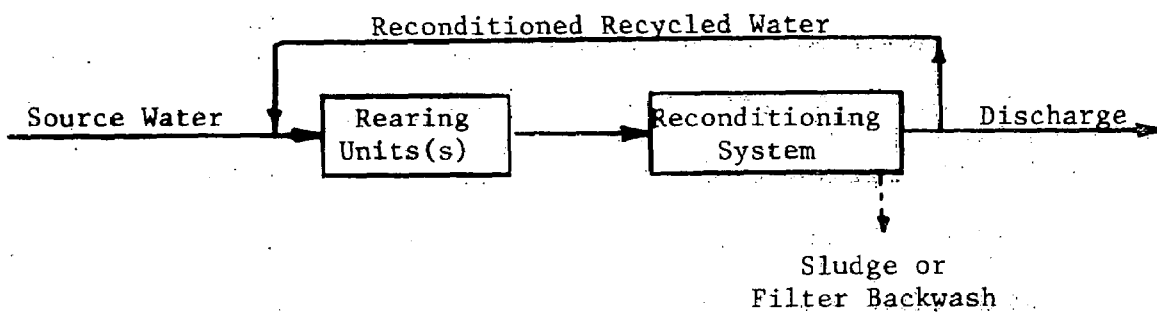 Reconditioned Recycled Water
Source Water
Rearing
Units(s)
Reconditioning
System
Discharge
Sludge or
Filter Backwash